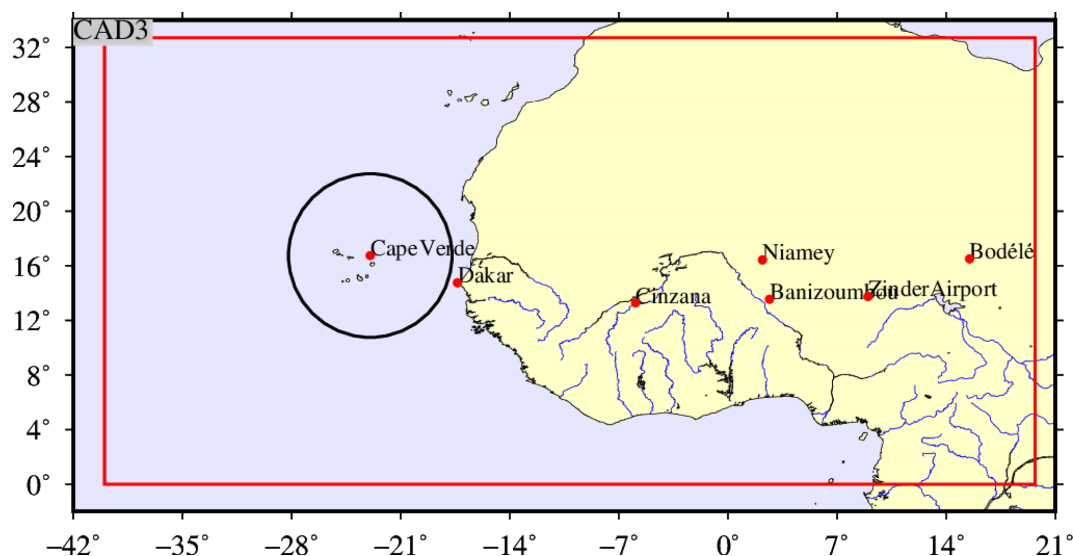 CAD3
32°
28°
24°
20°
16°
12°
8°
4°
0°
Cape Verde
Dakar
Cinzana
Niamey
Banizoumbou
Zinder Airport
Bodélé
−42° −35° −28° −21° −14° −7° 0° 7° 14° 21°